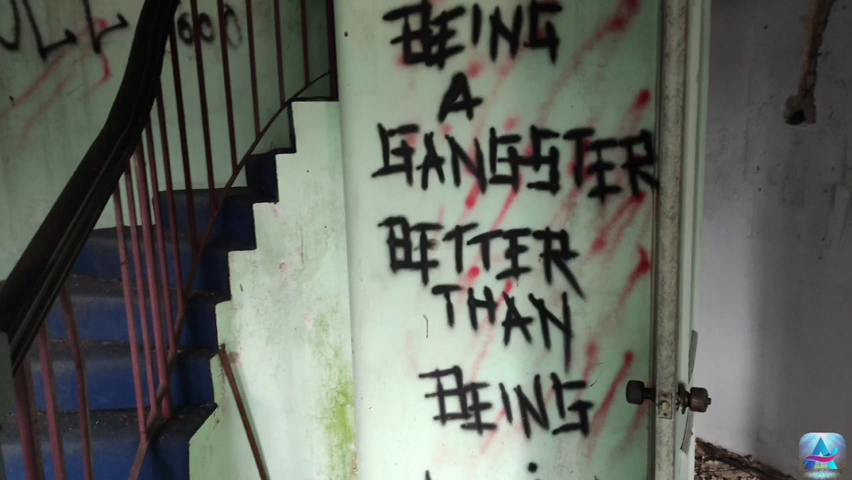 BEING
A
GANGSTER
BETTER
THAN
BEING